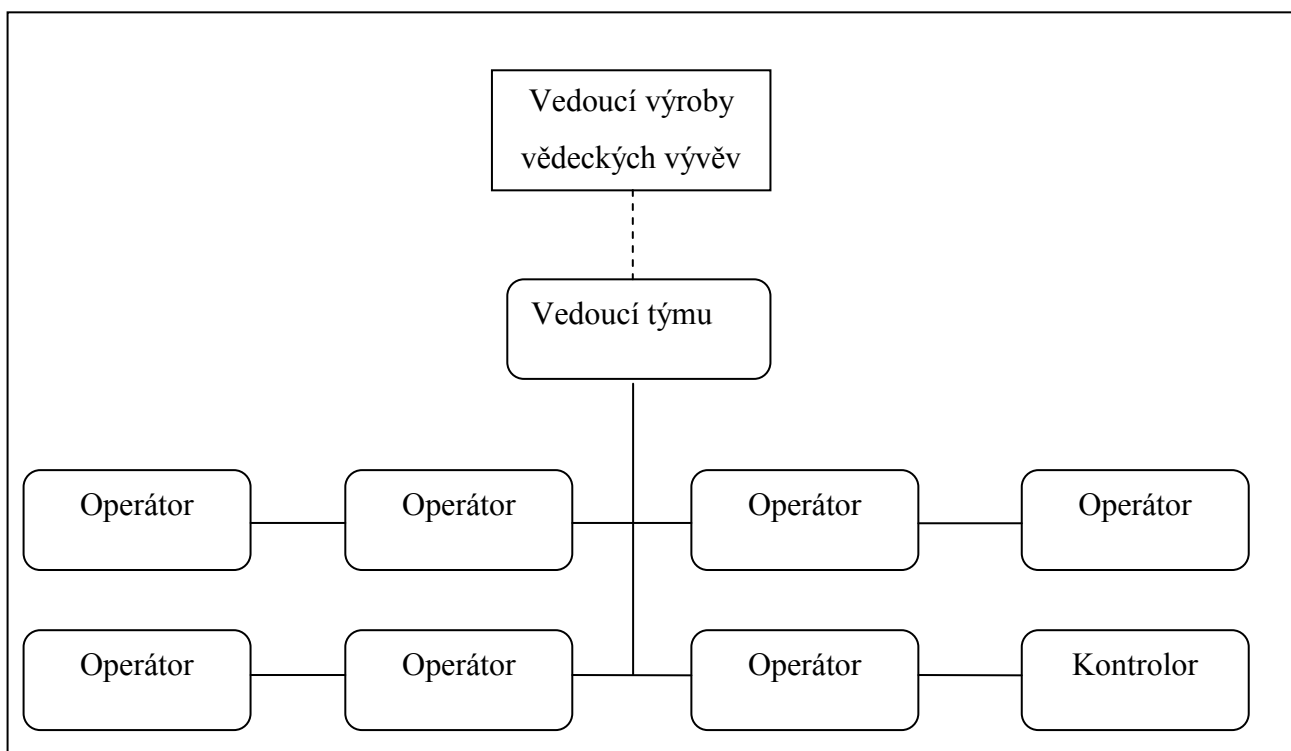 Vedoucí výroby
vědeckých vývěv
Vedoucí týmu
Operátor
Operátor
Operátor
Operátor
Operátor
Operátor
Operátor
Kontrolor